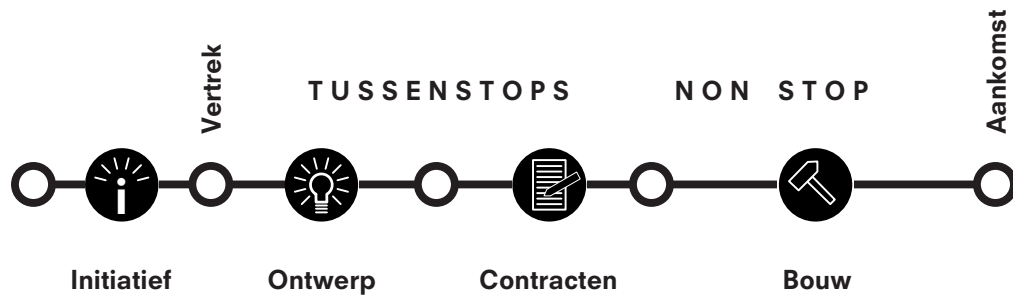 Vertrek
TUSSENSTOPS
NON STOP
Aankomst
Initiatief
Ontwerp
Contracten
Bouw